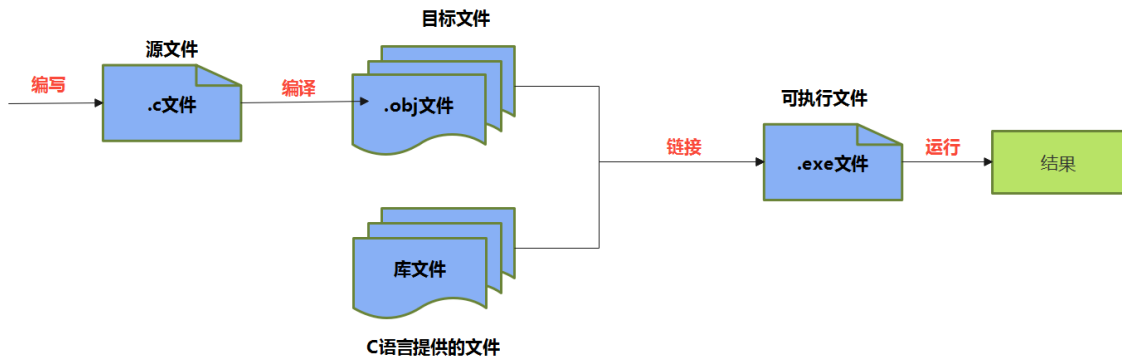 目标文件
源文件
编写
.c文件
编译
.obj文件
可执行文件
链接
.exe文件
运行
结果
库文件
C语言提供的文件